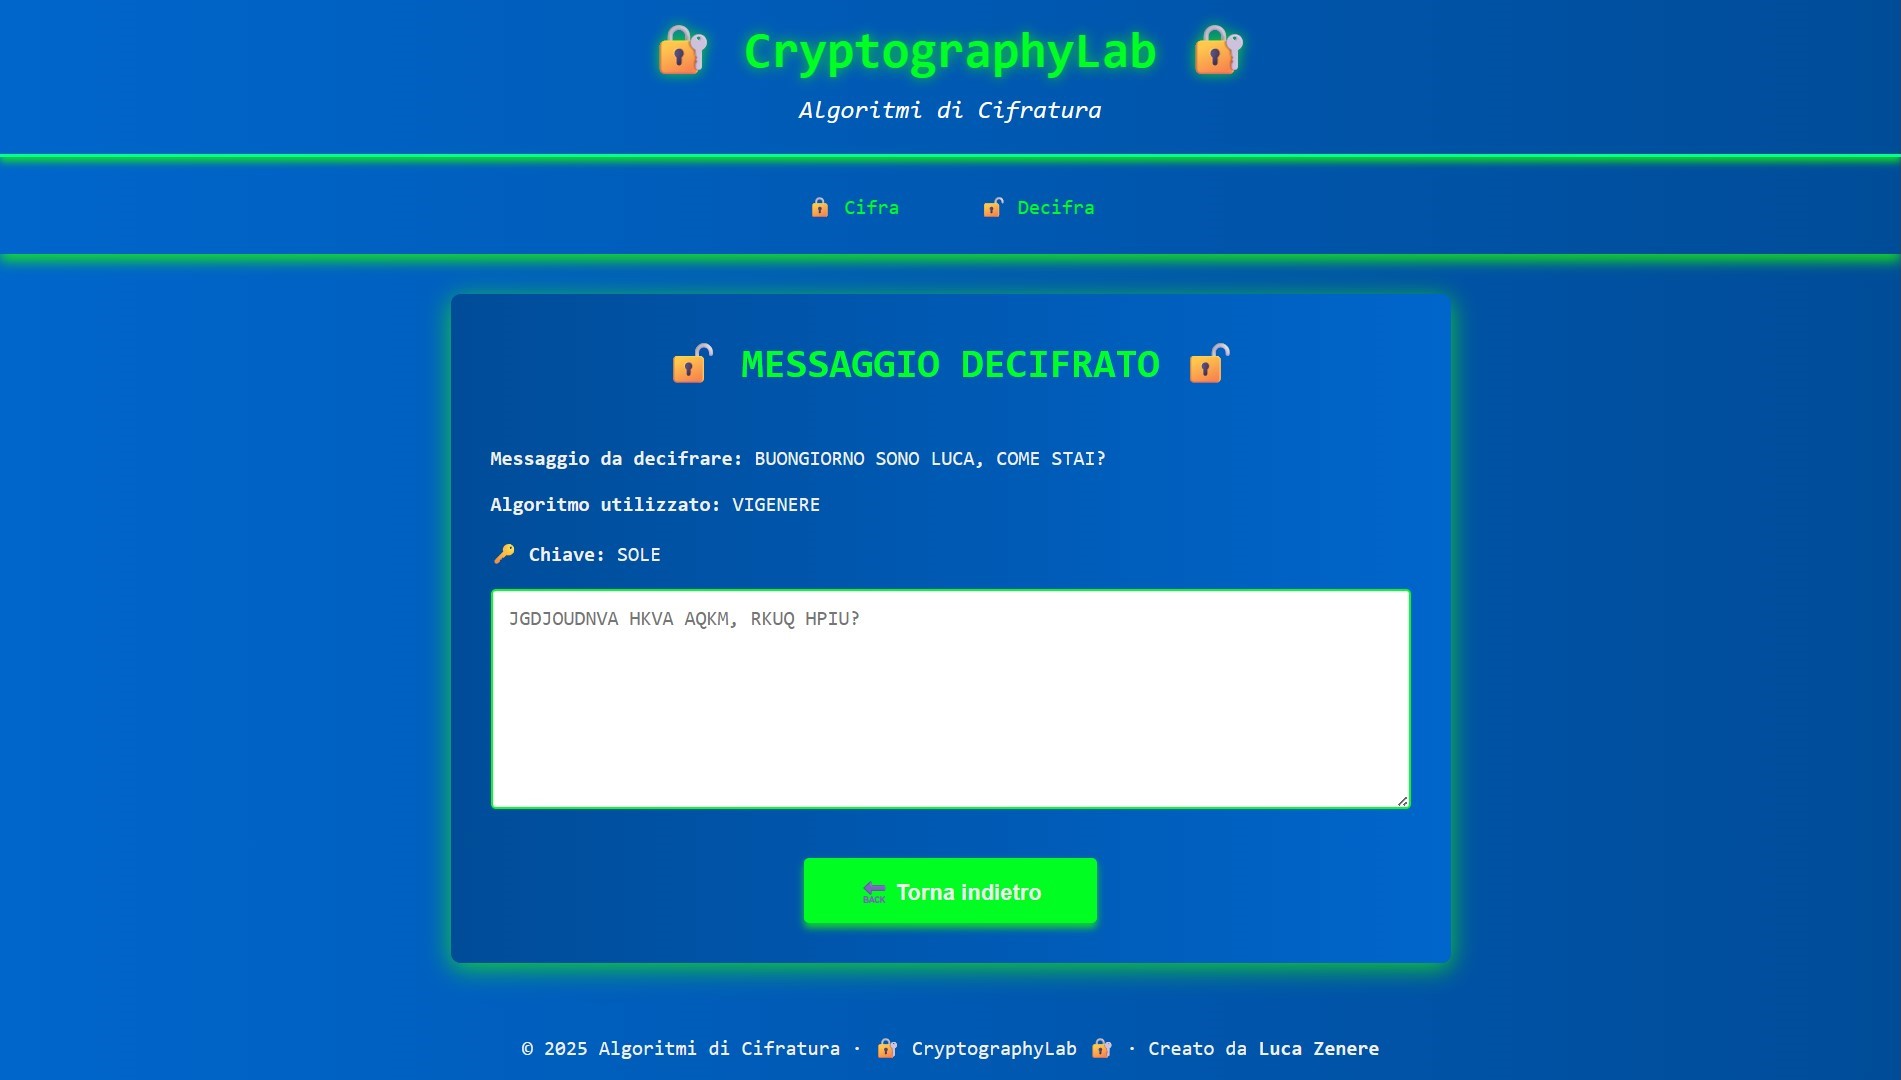 🔐 CryptographyLab 🔐
Algoritmi di Cifratura
🔒 Cifra 🔓 Decifra
🔓 MESSAGGIO DECIFRATO 🔓
Messaggio da decifrare: BUONGIORNO SONO LUCA, COME STAI?
Algoritmo utilizzato: VIGENERE
🔑 Chiave: SOLE
JGDJOUDNVA HKVA AQKM, RKUQ HPIU?
🔙 Torna indietro
© 2025 Algoritmi di Cifratura · 🔐 CryptographyLab 🔐 · Creato da Luca Zenere